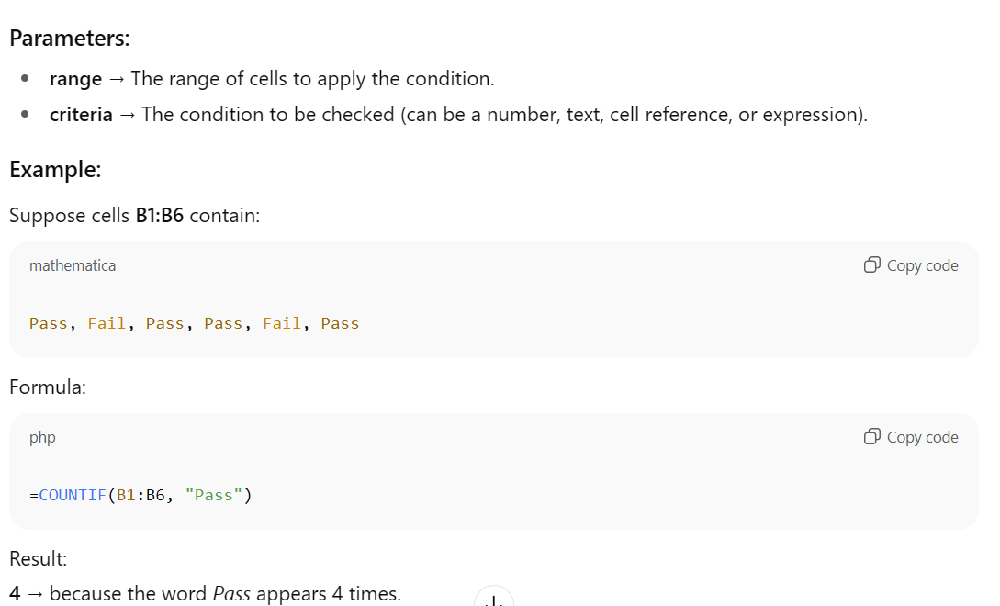 Parameters:
• range → The range of cells to apply the condition.
• criteria → The condition to be checked (can be a number, text, cell reference, or expression).
Example:
Suppose cells B1:B6 contain:
mathematica Copy code
Pass, Fail, Pass, Pass, Fail, Pass
Formula:
php Copy code
=COUNTIF(B1:B6, "Pass")
Result:
4 → because the word Pass appears 4 times.